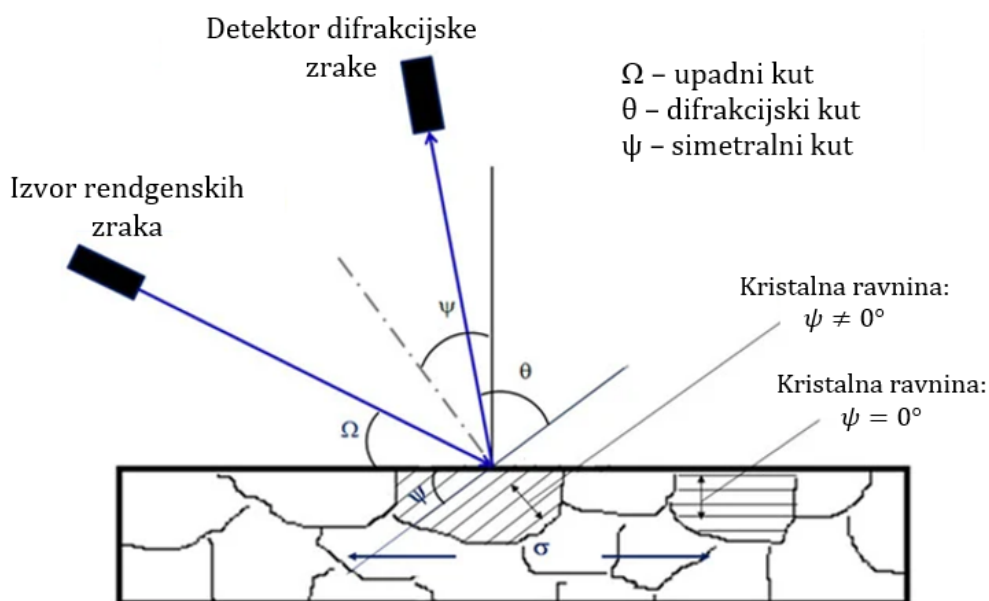 Detektor difrakcijske
zrake
Ω – upadni kut
θ – difrakcijski kut
ψ – simetralni kut
Izvor rendgenskih
zraka
Kristalna ravnina:
ψ ≠ 0°
Kristalna ravnina:
ψ = 0°
ψ
θ
Ω
ψ
σ